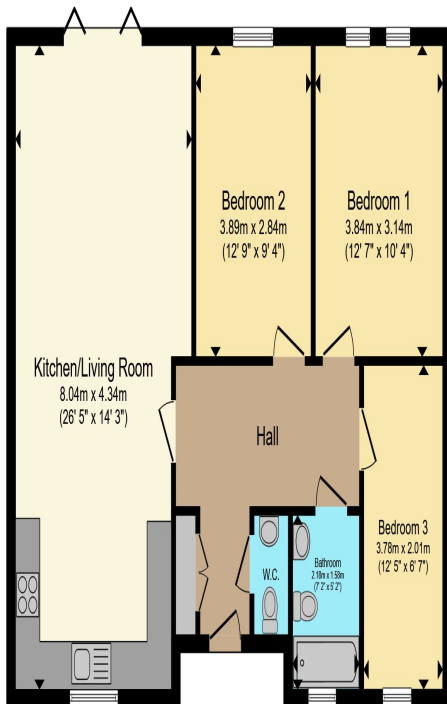 Bedroom 2
3.89m x 2.84m
(12' 9" x 9' 4")
Bedroom 1
3.84m x 3.14m
(12' 7" x 10' 4")
Kitchen/Living Room
8.04m x 4.34m
(26' 5" x 14' 3")
Hall
Bedroom 3
3.78m x 2.01m
(12' 5" x 6' 7")
W.C.
Bathroom
2.18m x 1.58m
(7' 2" x 5' 2")